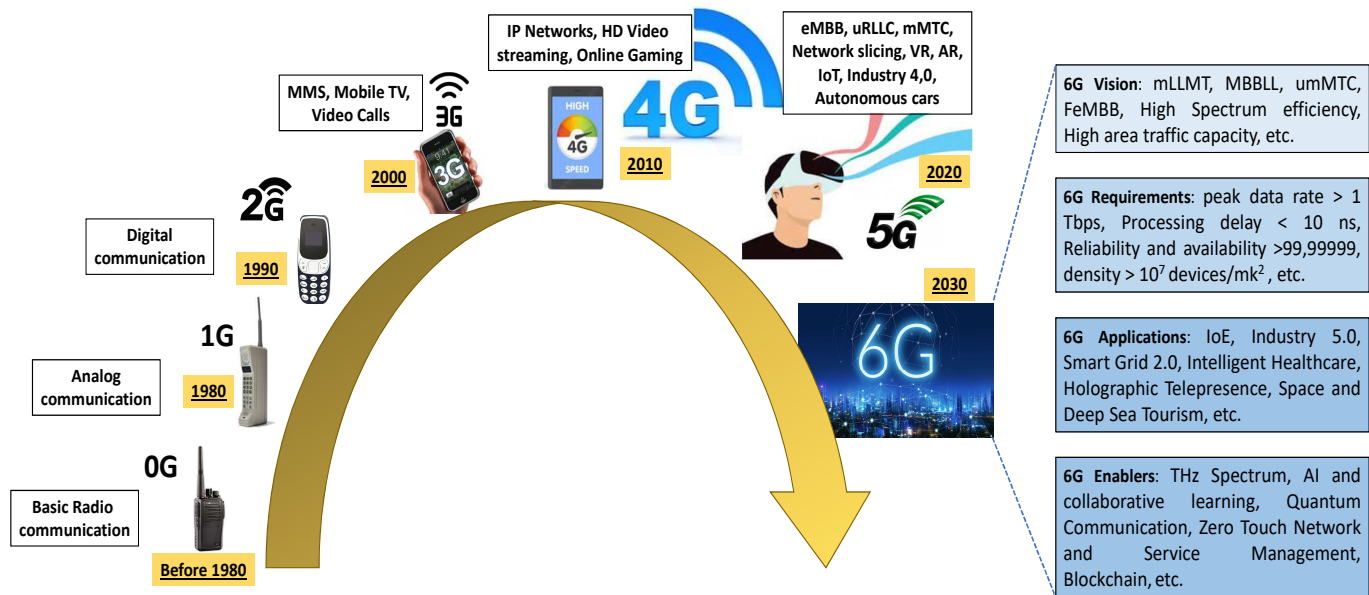 0G
Basic Radio
communication
Before 1980
1G
Analog
communication
1980
2G
Digital
communication
1990
MMS, Mobile TV,
Video Calls
3G
9:41
3G
2000
IP Networks, HD Video
streaming, Online Gaming
HIGH
4G
SPEED
4G
2010
eMBB, uRLLC, mMTC,
Network slicing, VR, AR,
IoT, Industry 4,0,
Autonomous cars
2020
5G
2030
6G
6G Vision: mLLMT, MBBLL, umMTC,
FeMBB, High Spectrum efficiency,
High area traffic capacity, etc.
6G Requirements: peak data rate > 1
Tbps, Processing delay < 10 ns,
Reliability and availability >99,99999,
density > 10⁷ devices/mk² , etc.
6G Applications: IoE, Industry 5.0,
Smart Grid 2.0, Intelligent Healthcare,
Holographic Telepresence, Space and
Deep Sea Tourism, etc.
6G Enablers: THz Spectrum, AI and
collaborative learning, Quantum
Communication, Zero Touch Network
and Service Management,
Blockchain, etc.